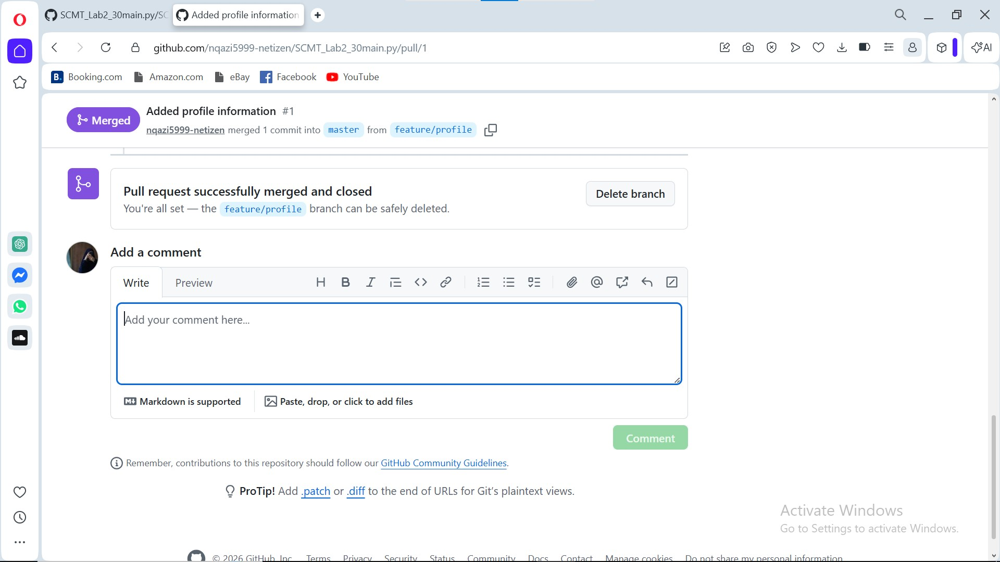 SCMT_Lab2_30main.py/SC
Added profile information
github.com/nqazi5999-netizen/SCMT_Lab2_30main.py/pull/1
AI
B. Booking.com
Amazon.com
eBay
Facebook
YouTube
Merged
Added profile information #1
nqazi5999-netizen merged 1 commit into master from feature/profile
Pull request successfully merged and closed
You're all set — the feature/profile branch can be safely deleted.
Delete branch
Add a comment
Write
Preview
Add your comment here...
Markdown is supported
Paste, drop, or click to add files
Comment
Remember, contributions to this repository should follow our GitHub Community Guidelines.
ProTip! Add .patch or .diff to the end of URLs for Git's plaintext views.
Activate Windows
Go to Settings to activate Windows.
© 2026 GitHub, Inc. Terms Privacy Security Status Community Docs Contact Manage cookies Do not share my personal information